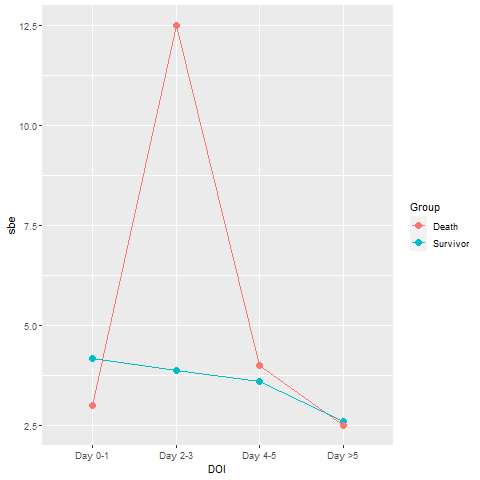 12.5
10.0
7.5
5.0
2.5
sbe
Day 0-1
Day 2-3
Day 4-5
Day >5
DOI
Group
Death
Survivor